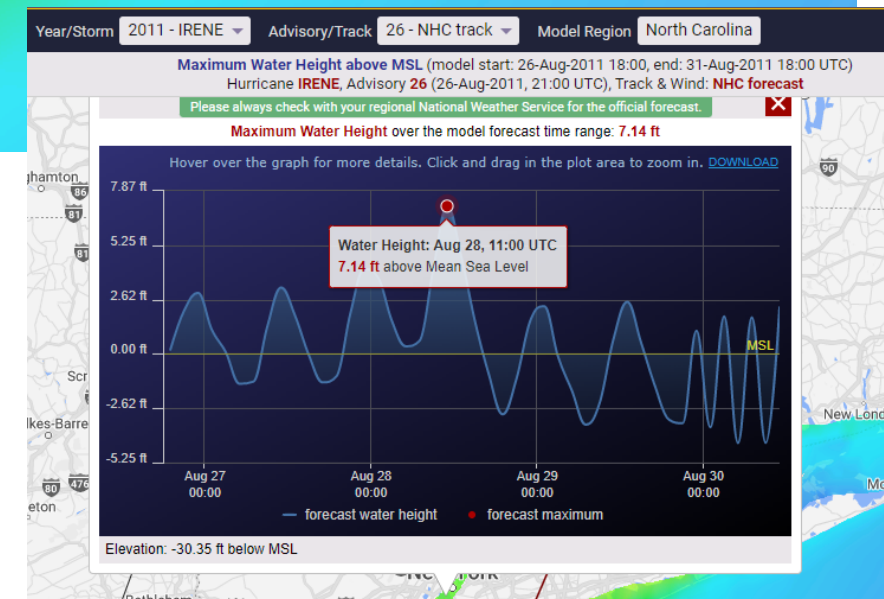 Year/Storm 2011 - IRENE Advisory/Track 26 - NHC track Model Region North Carolina
Maximum Water Height above MSL (model start: 26-Aug-2011 18:00, end: 31-Aug-2011 18:00 UTC)
Hurricane IRENE, Advisory 26 (26-Aug-2011, 21:00 UTC), Track & Wind: NHC forecast
Please always check with your regional National Weather Service for the official forecast.
Maximum Water Height over the model forecast time range: 7.14 ft
Hover over the graph for more details. Click and drag in the plot area to zoom in. DOWNLOAD
ghamton
86
90
81
7.87 ft
5.25 ft
81
Water Height: Aug 28, 11:00 UTC
7.14 ft above Mean Sea Level
2.62 ft
0.00 ft
MSL
Scr
-2.62 ft
lkes-Barre
New Lond
-5.25 ft
Aug 27 Aug 28 Aug 29 Aug 30
00:00 00:00 00:00 00:00
80
476
Mo
eton
forecast water height forecast maximum
Elevation: -30.35 ft below MSL
New York
Bethlehem